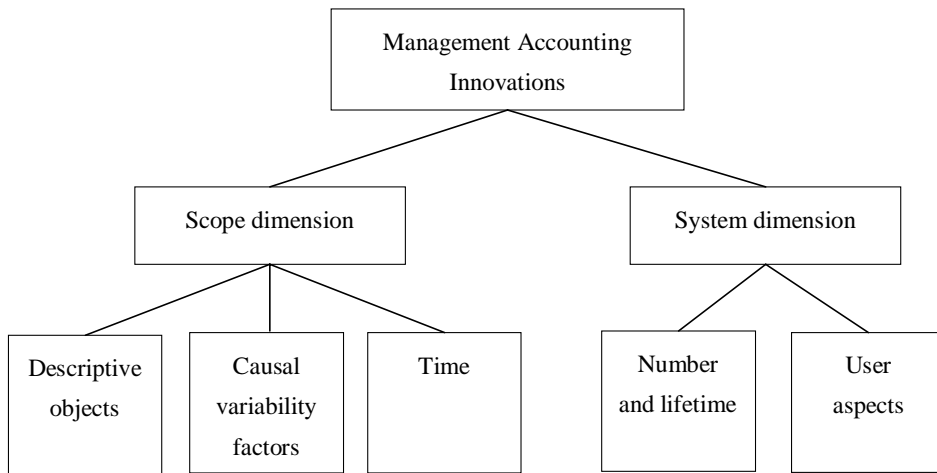 Management Accounting
Innovations
Scope dimension
System dimension
Descriptive
objects
Causal
variability
factors
Time
Number
and lifetime
User
aspects